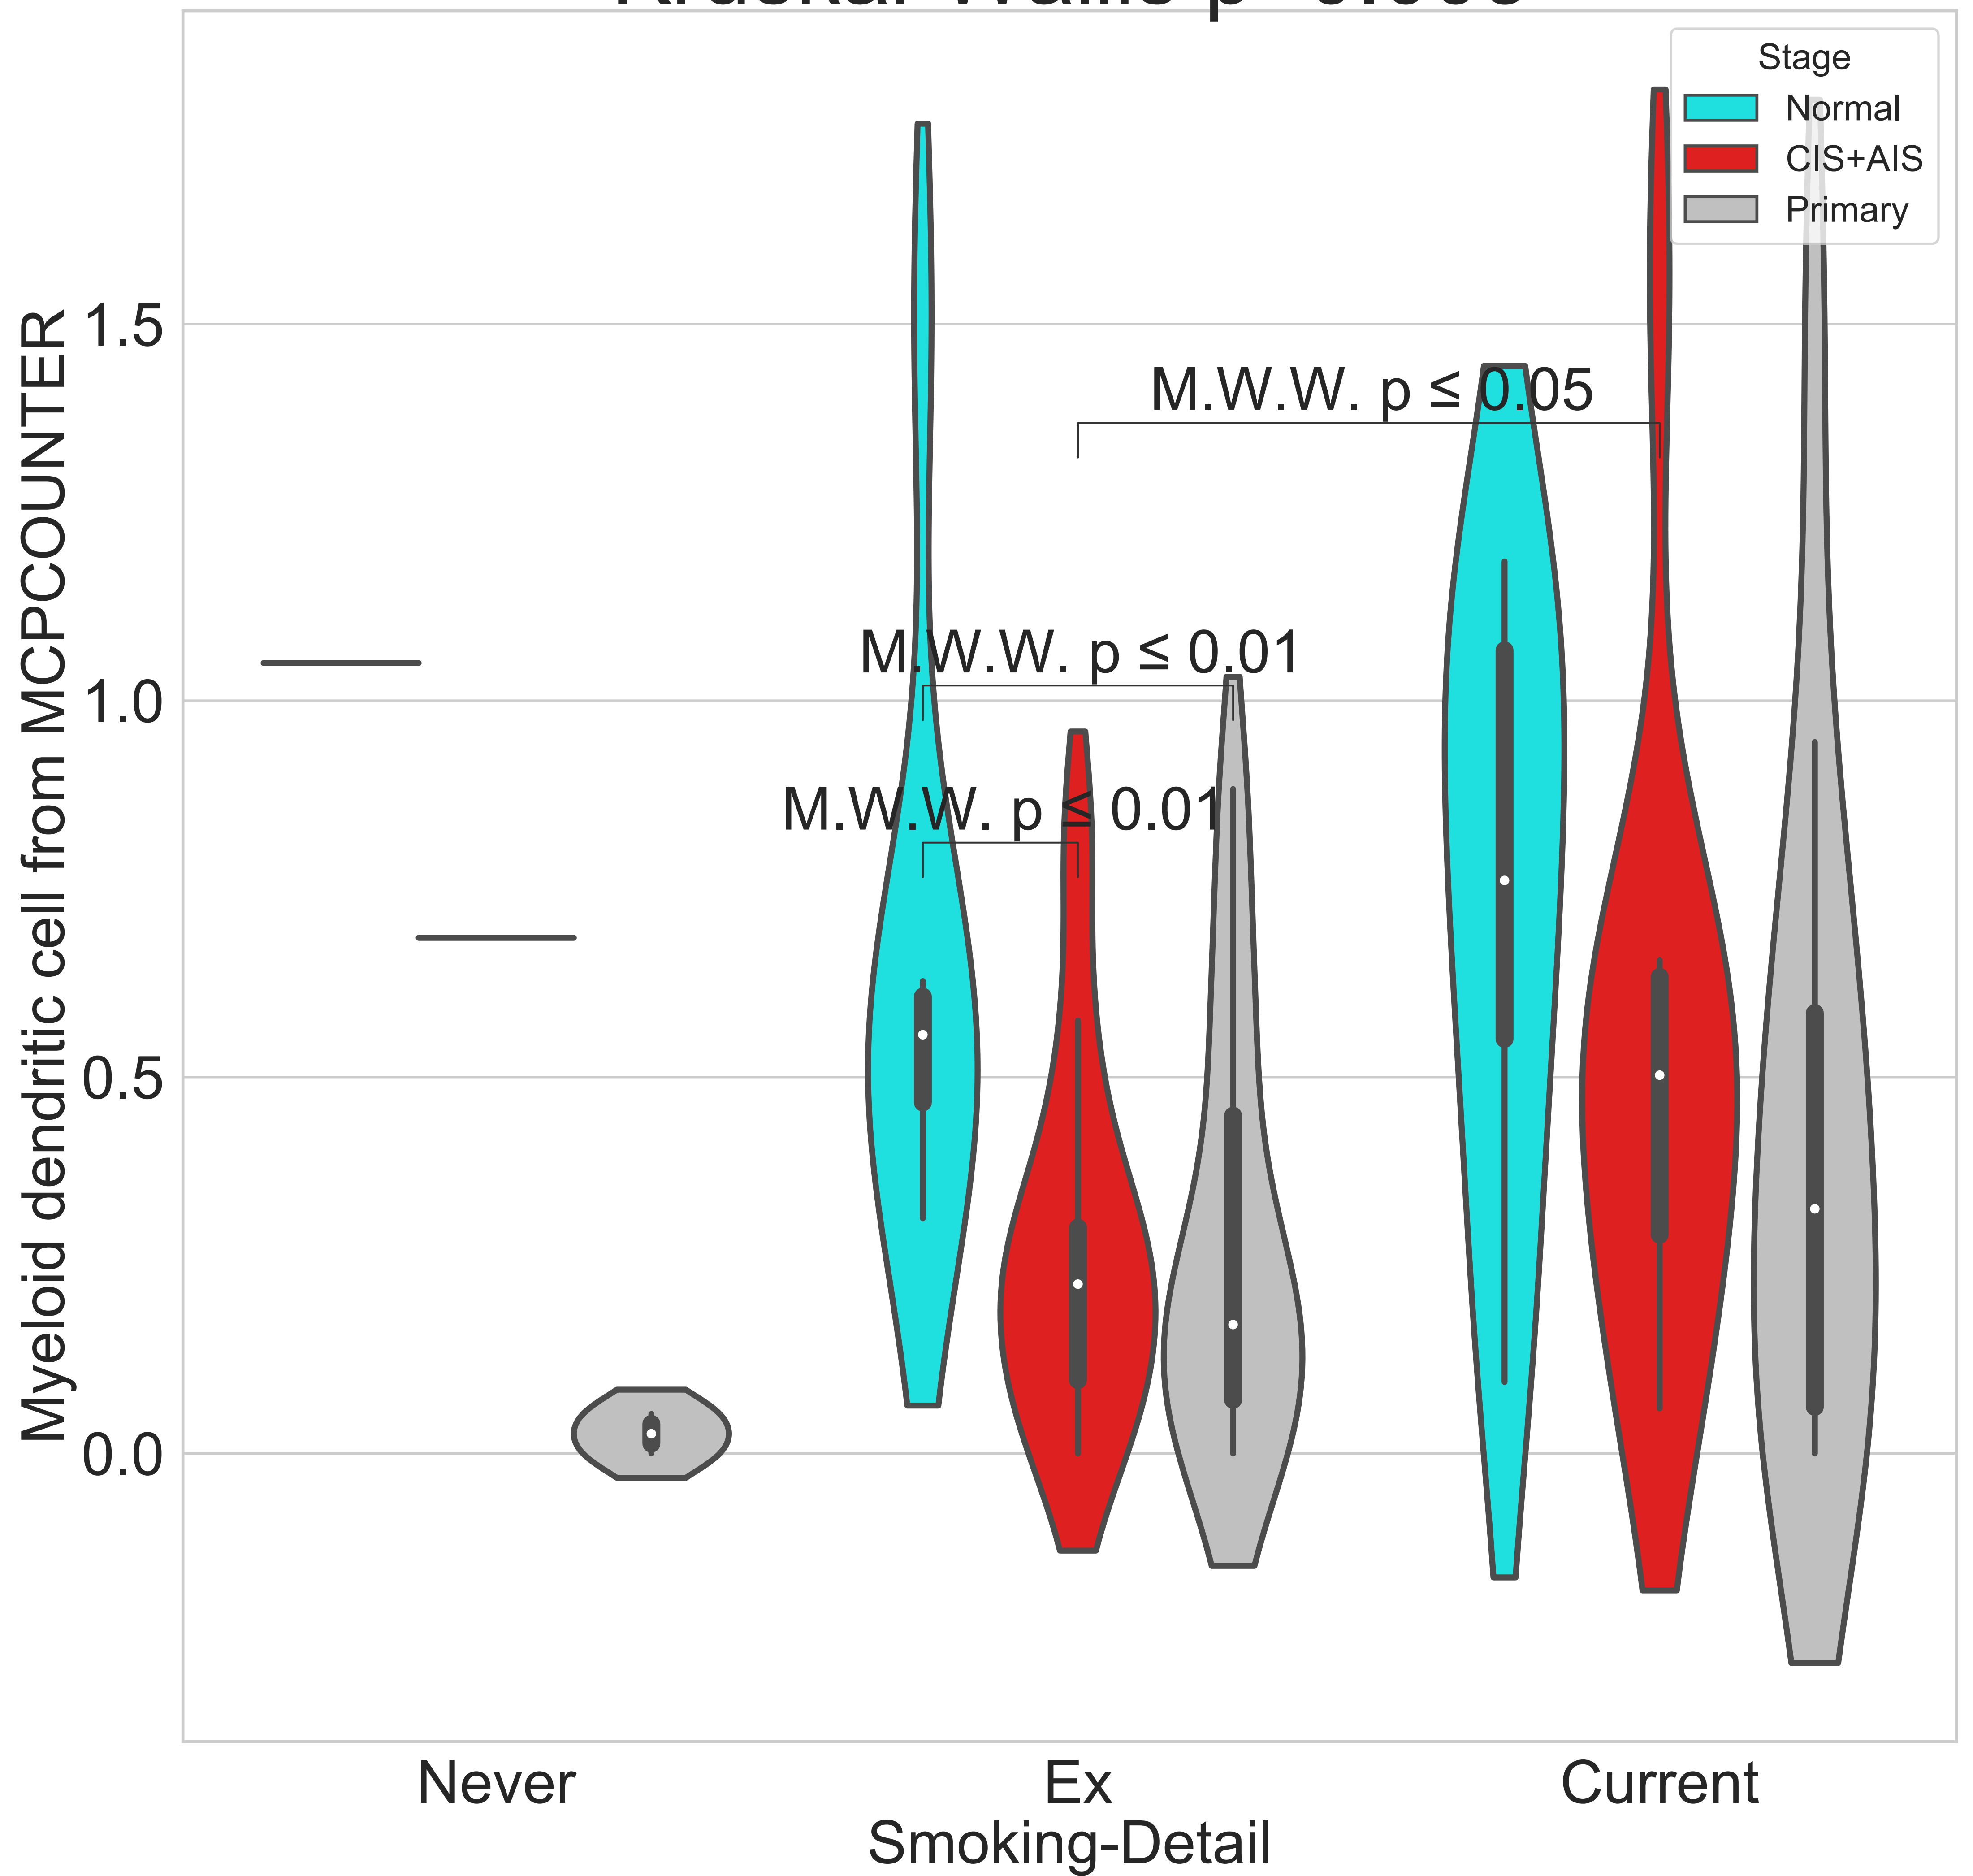 Stage
Normal
CIS+AIS
Primary
Myeloid dendritic cell from MCPCOUNTER
1.5
1.0
0.5
0.0
M.W.W. p ≤ 0.05
M.W.W. p ≤ 0.01
M.W.W. p ≤ 0.01
Never
Ex
Current
Smoking-Detail